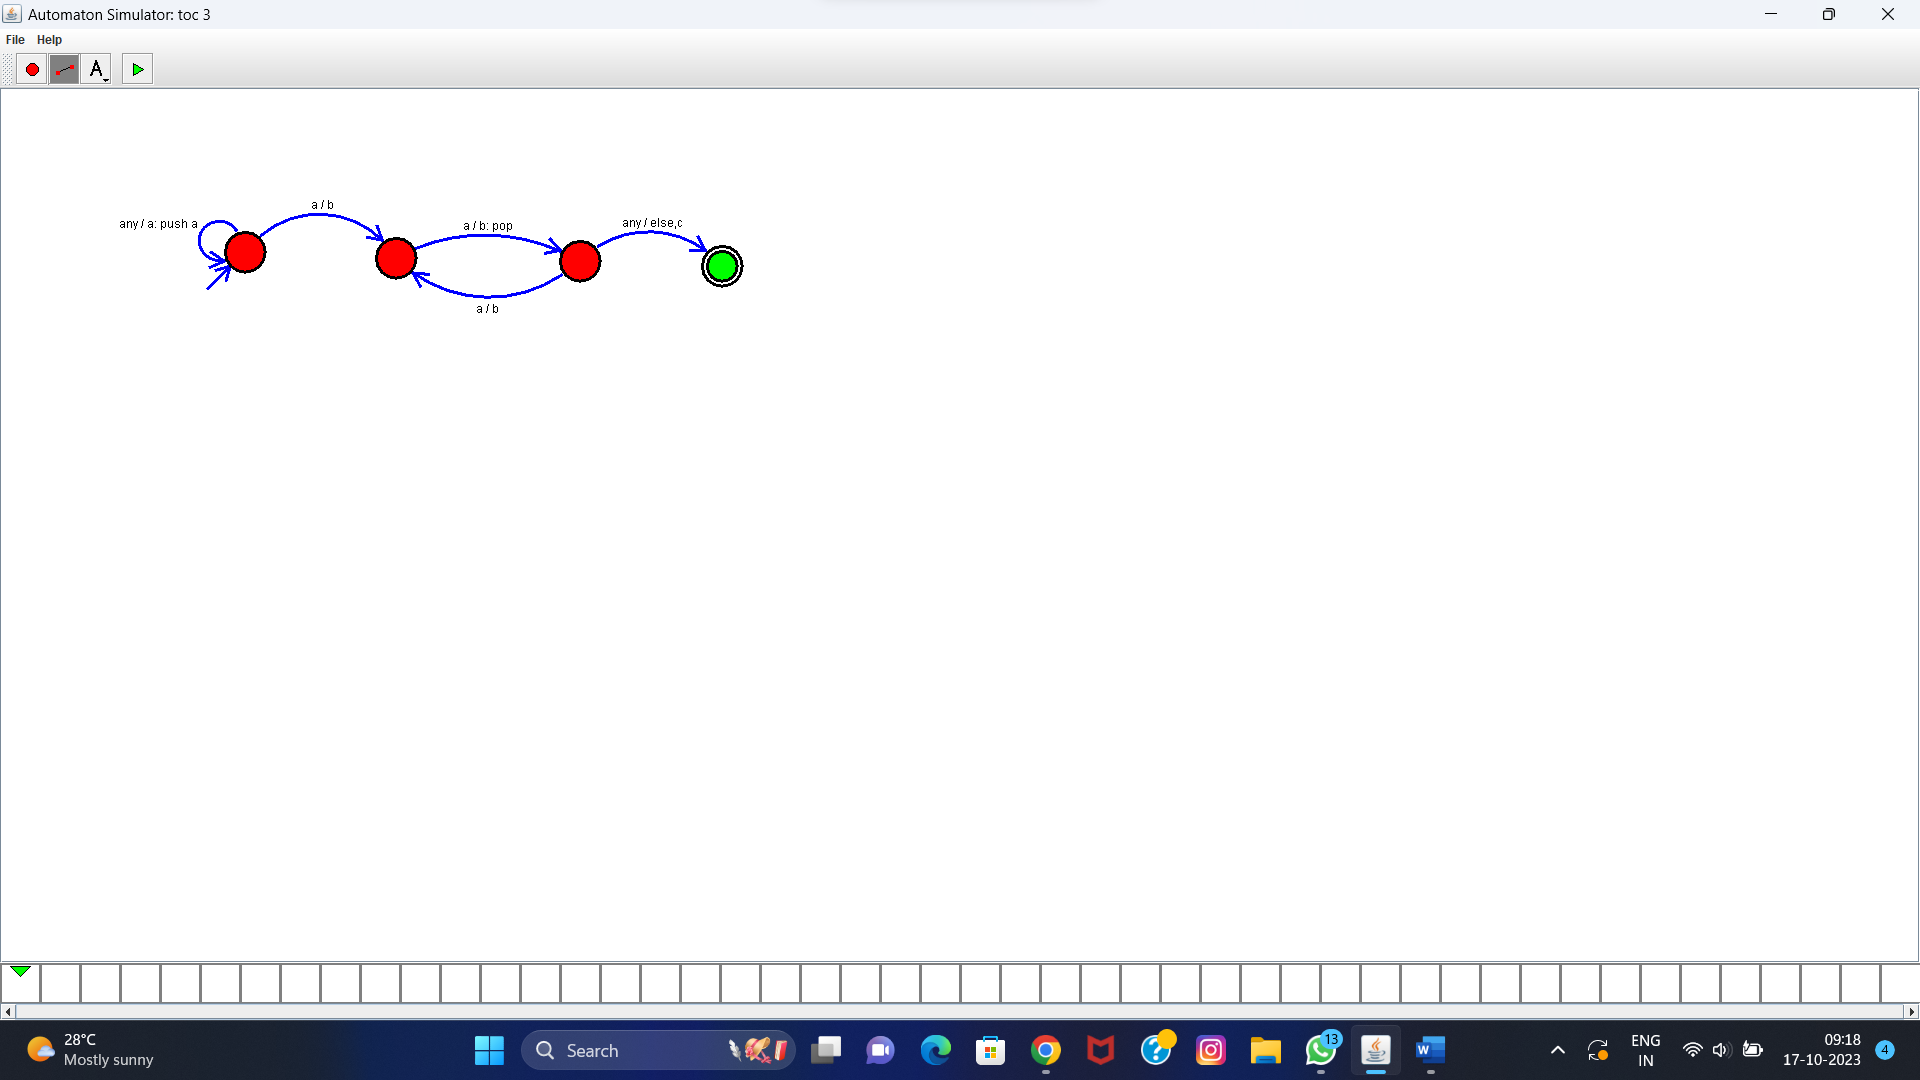 Automaton Simulator: toc 3
File Help
A
a / b
any / a: push a
a / b: pop
any / else,c
a / b
28°C
Mostly sunny
Search
13
W
ENG
IN
09:18
17-10-2023
4